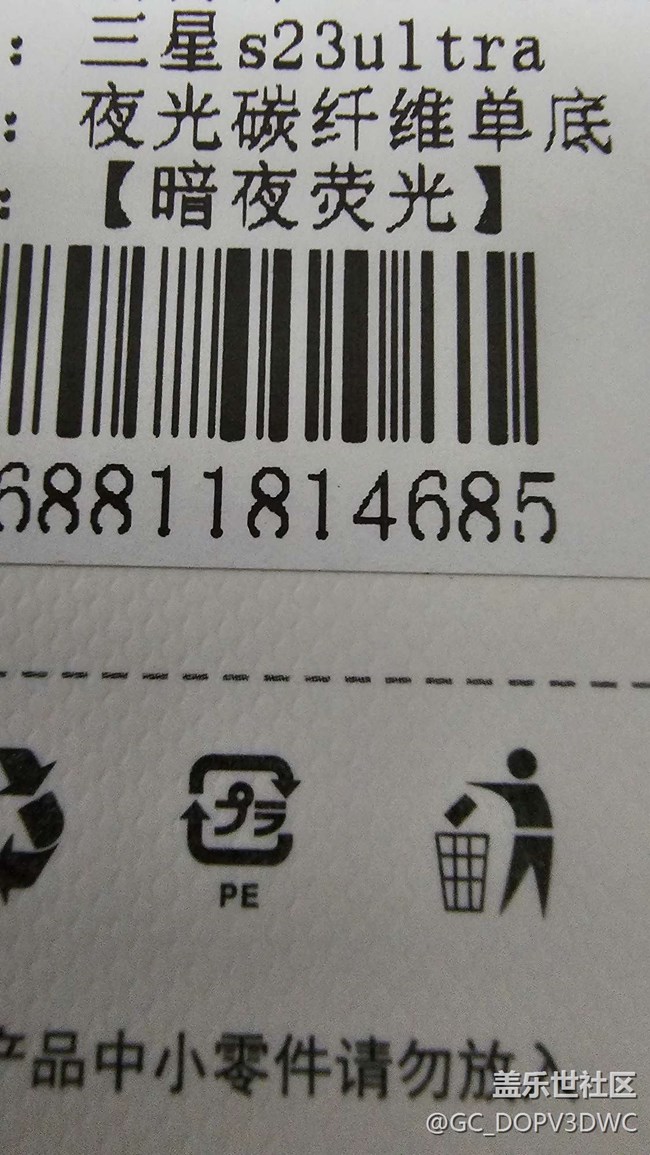 ：三星s23ultra
：夜光碳纤维单底
：【暗夜荧光】
68811814685
プラ
PE
产品中小零件请勿放入
盖乐世社区
@GC_DOPV3DWC